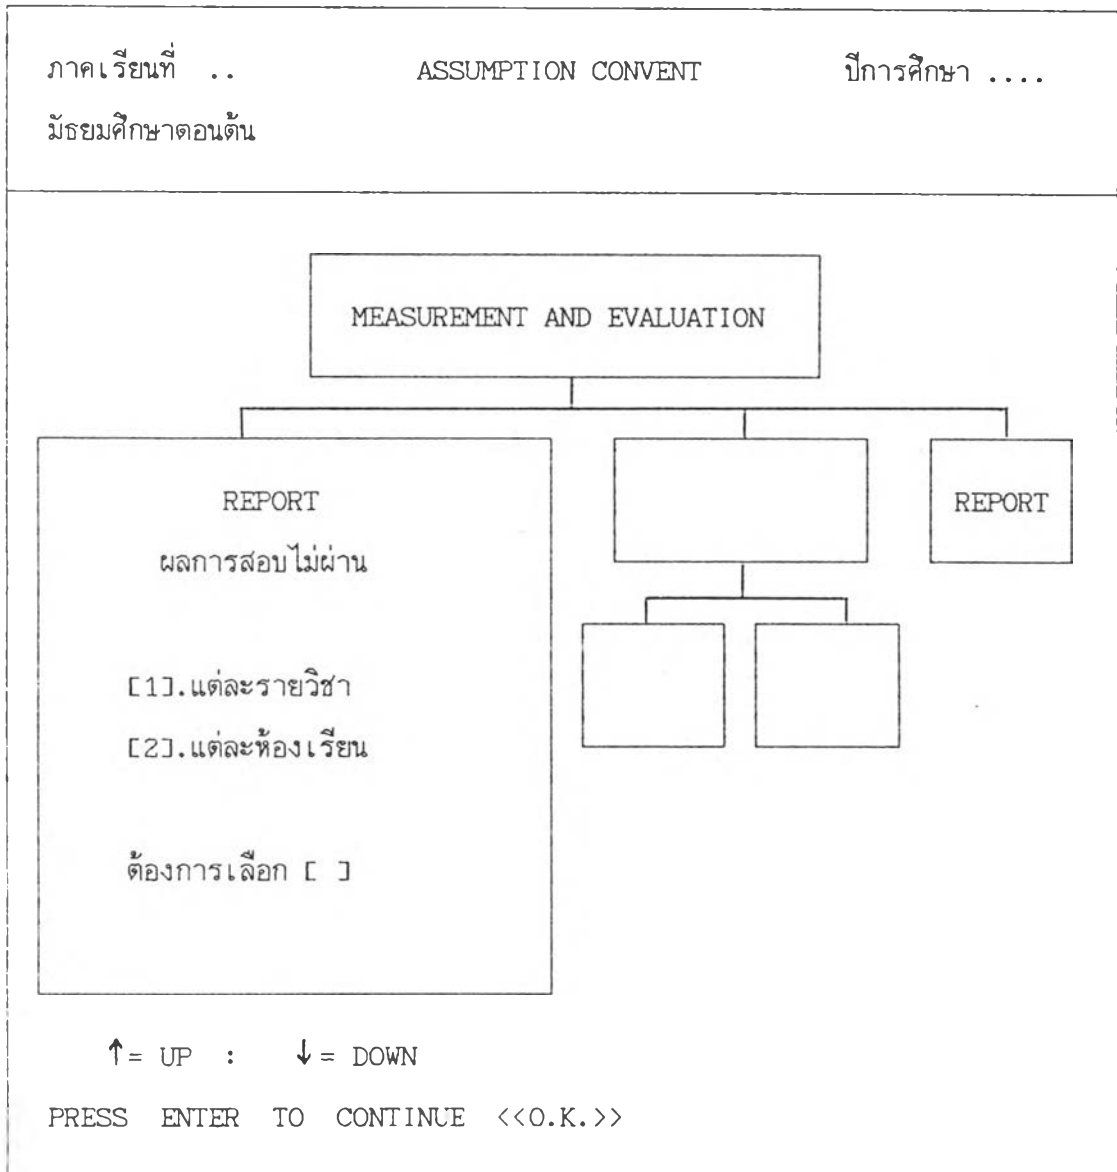 ภาคเรียนที่ .. ASSUMPTION CONVENT ปีการศึกษา ....
มัธยมศึกษาตอนต้น
MEASUREMENT AND EVALUATION
REPORT
ผลการสอบไม่ผ่าน
[1].แต่ละรายวิชา
[2].แต่ละห้องเรียน
ต้องการเลือก [ ]
REPORT
↑= UP : ↓= DOWN
PRESS ENTER TO CONTINUE <<O.K.>>